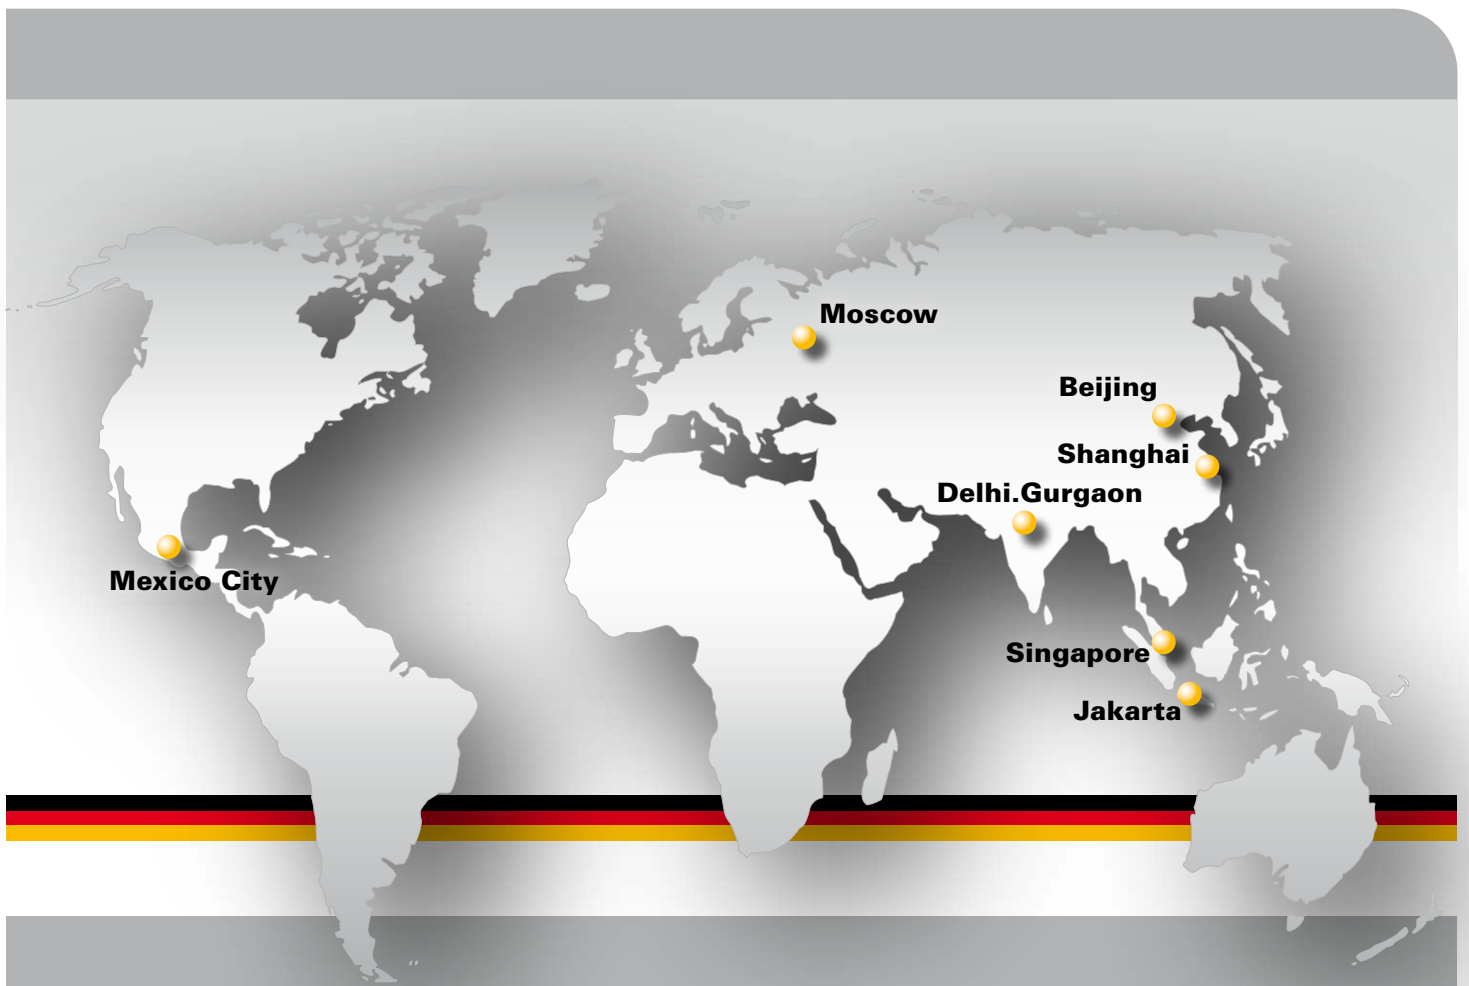 Moscow
Beijing
Shanghai
Delhi.Gurgaon
Mexico City
Singapore
Jakarta